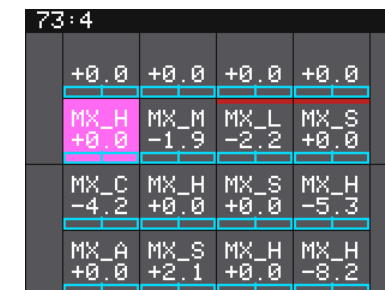 73:4
+0.0 +0.0 +0.0 +0.0
MX_H MX_M MX_L MX_S
+0.0 -1.9 -2.2 +0.0
MX_C MX_H MX_S MX_H
-4.2 +0.0 +0.0 -5.3
MX_A MX_S MX_H MX_H
+0.0 +2.1 +0.0 -8.2